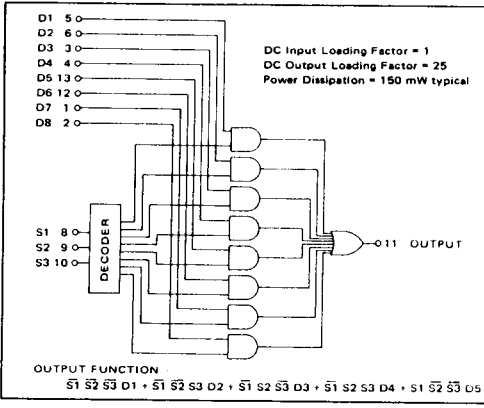 D1 5
D2 6
D3 3
D4 4
D5 13
D6 12
D7 1
D8 2
DC Input Loading Factor = 1
DC Output Loading Factor = 25
Power Dissipation = 150 mW typical
S1 8
S2 9
S3 10
DECODER
11 OUTPUT
OUTPUT FUNCTION
S̅1 S̅2 S̅3 D1 + S̅1 S̅2 S3 D2 + S̅1 S2 S̅3 D3 + S̅1 S2 S3 D4 + S1 S̅2 S̅3 D5